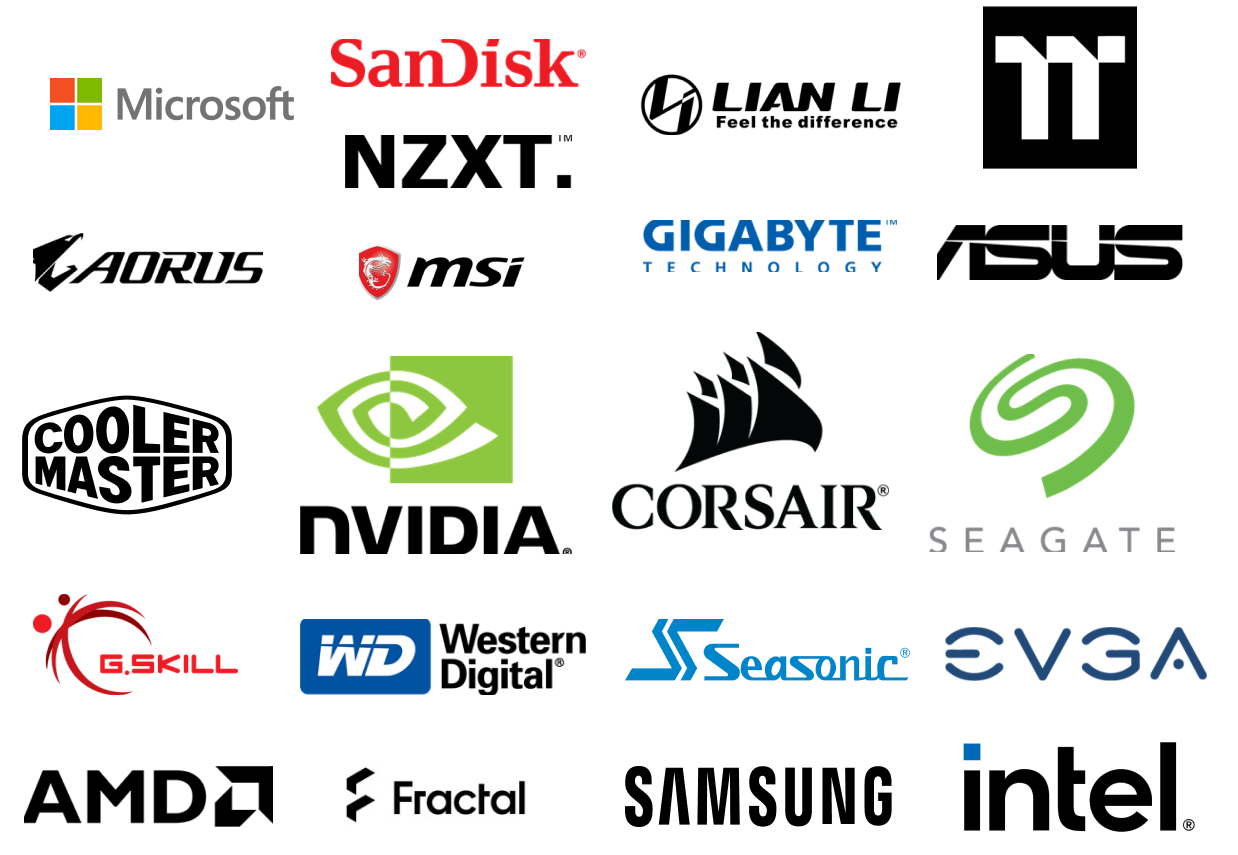 Microsoft
SanDisk®
NZXT.™
LIAN LI
Feel the difference
TT
AORUS
msi
GIGABYTE™
TECHNOLOGY
ASUS
COOLER
MASTER
NVIDIA®
CORSAIR®
SEAGATE
G.SKILL
WD Western
Digital®
Seasonic®
EVGA
AMD
Fractal
SAMSUNG
intel®